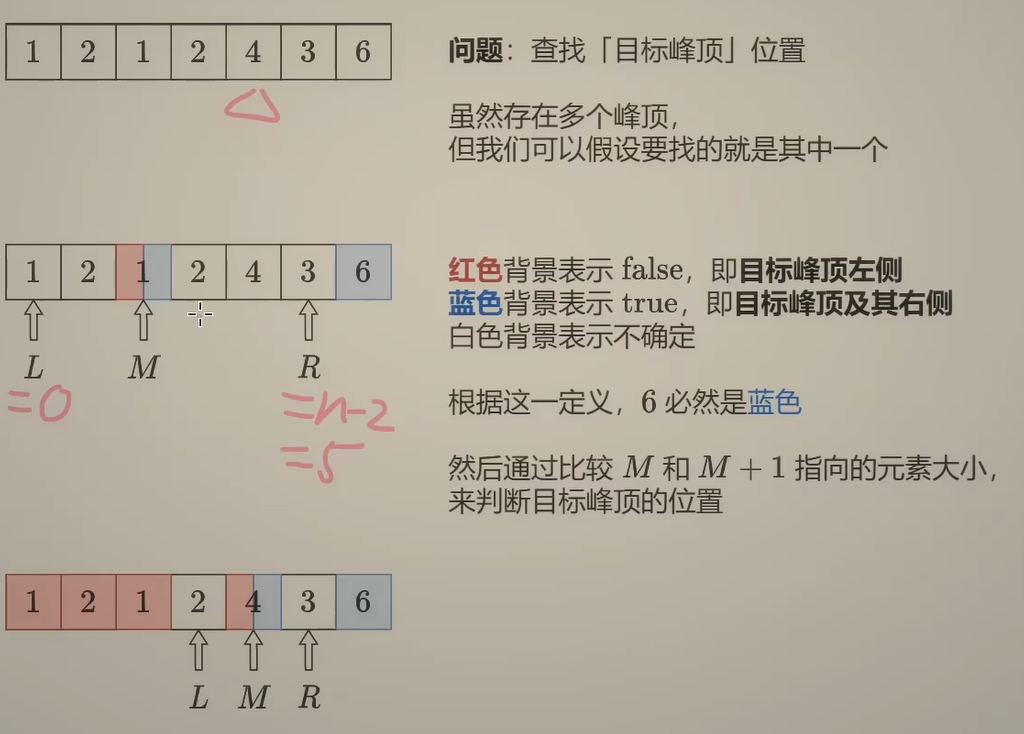 1 2 1 2 4 3 6
问题：查找「目标峰顶」位置
虽然存在多个峰顶，
但我们可以假设要找的就是其中一个
1 2 1 2 4 3 6
L M R
=0 =n-2
=5
红色背景表示 false，即目标峰顶左侧
蓝色背景表示 true，即目标峰顶及其右侧
白色背景表示不确定
根据这一定义，6 必然是蓝色
然后通过比较 M 和 M + 1 指向的元素大小，
来判断目标峰顶的位置
1 2 1 2 4 3 6
L M R